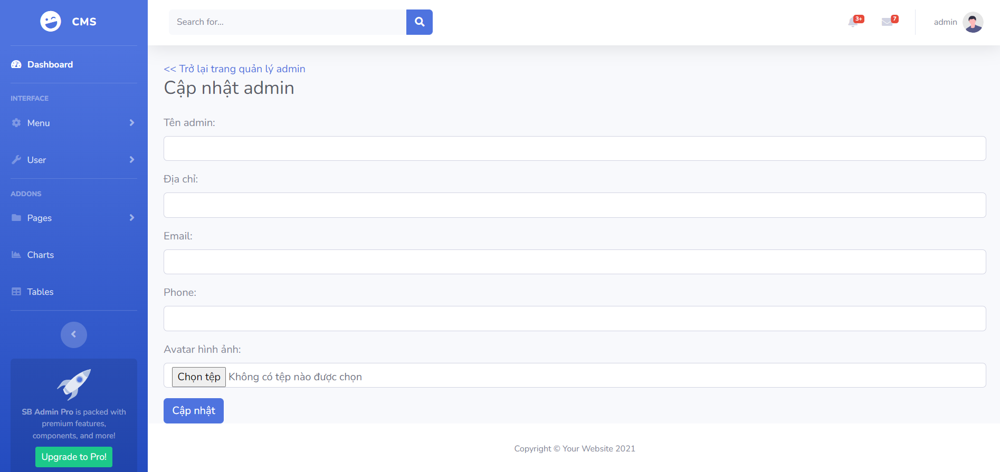 CMS
Search for...
3+
7
admin
Dashboard
INTERFACE
Menu
User
ADDONS
Pages
Charts
Tables
SB Admin Pro is packed with
premium features,
components, and more!
Upgrade to Pro!
<< Trở lại trang quản lý admin
Cập nhật admin
Tên admin:
Địa chỉ:
Email:
Phone:
Avatar hình ảnh:
Chọn tệp Không có tệp nào được chọn
Cập nhật
Copyright © Your Website 2021